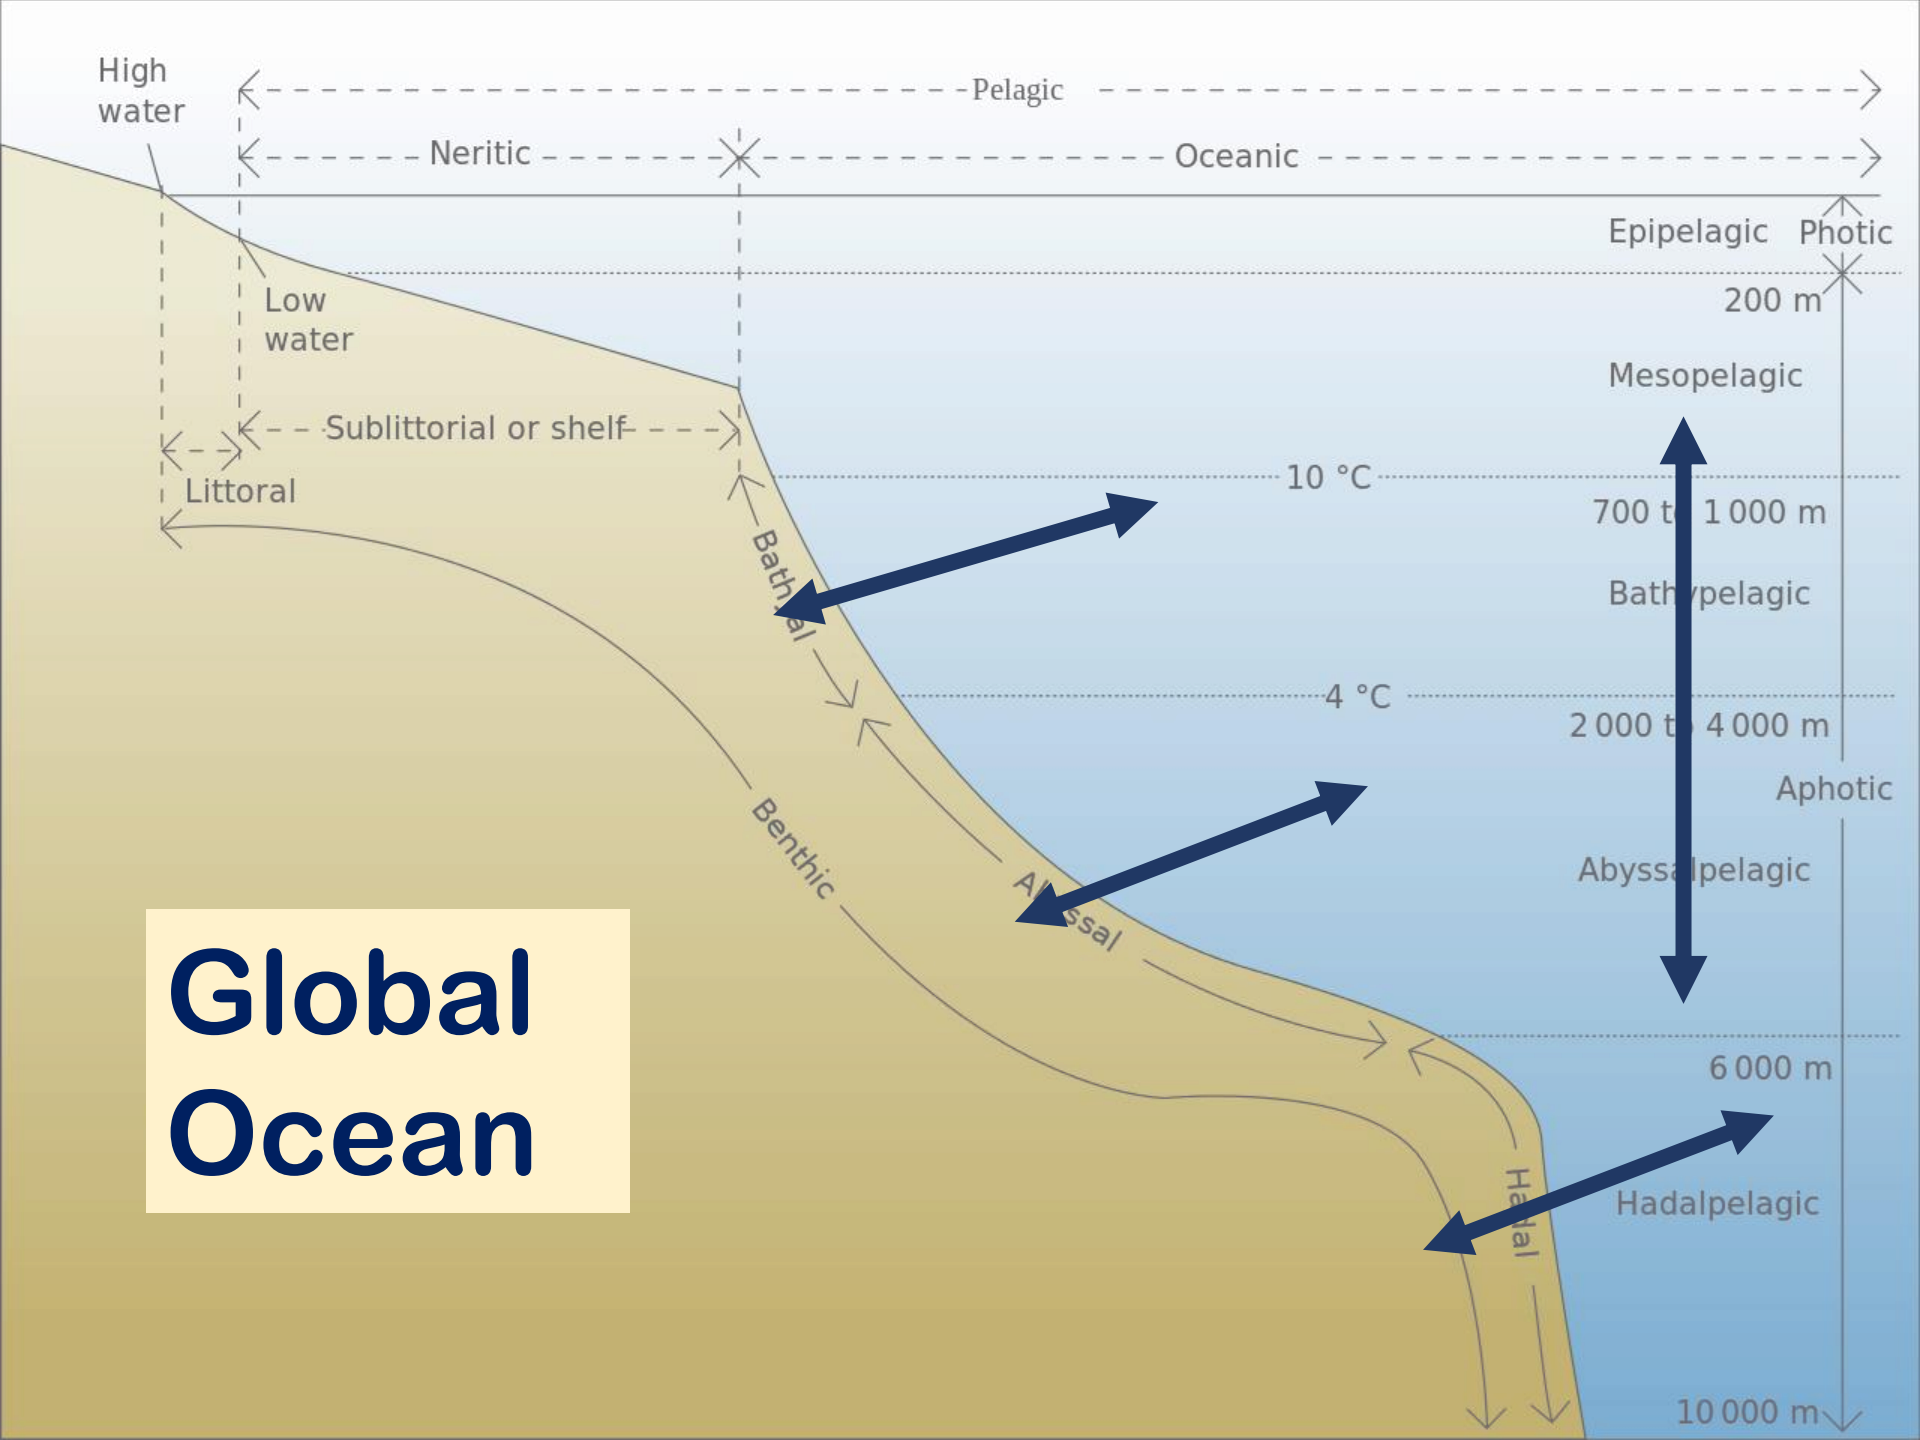 High
water
Pelagic
Neritic
Oceanic
Epipelagic
Photic
Low
water
200 m
Mesopelagic
Sublittorial or shelf
Littoral
10 °C
700 to 1 000 m
Bathyal
Bathypelagic
4 °C
2 000 to 4 000 m
Aphotic
Benthic
Abyssal
Abyssalpelagic
Global
Ocean
6 000 m
Hadal
Hadalpelagic
10 000 m